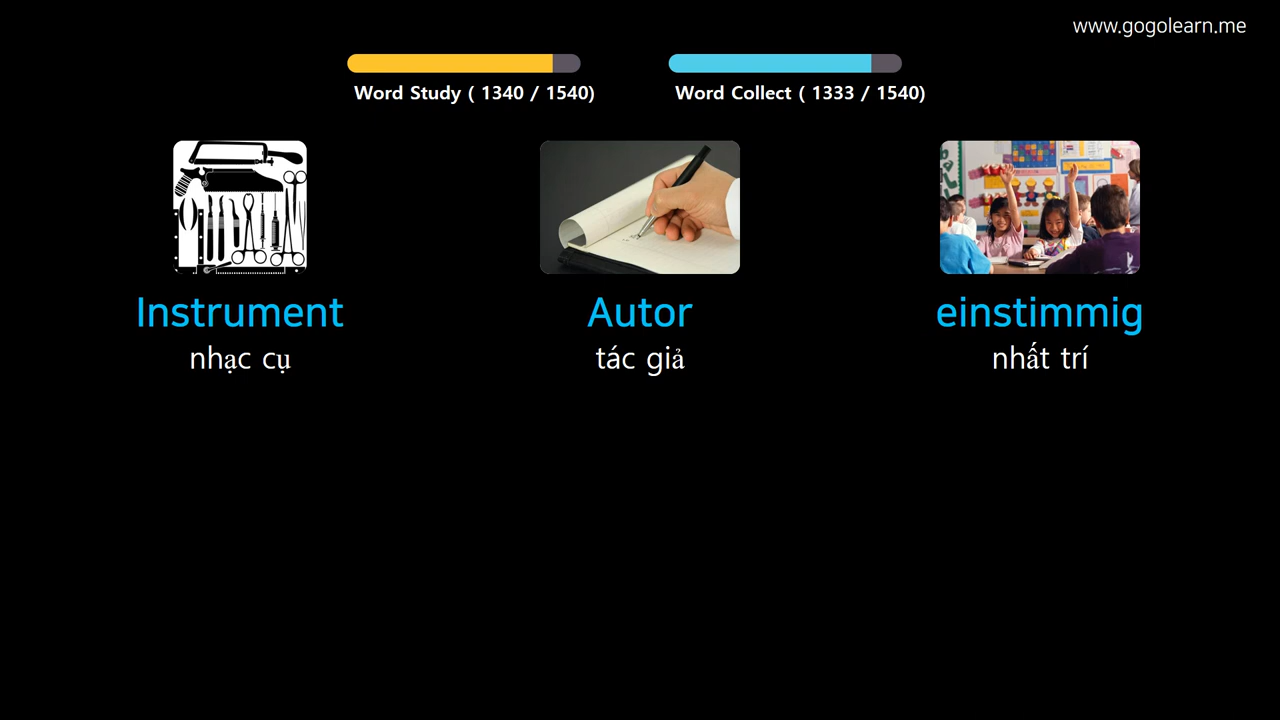 www.gogolearn.me
Word Study ( 1340 / 1540)
Word Collect ( 1333 / 1540)
Instrument
nhạc cụ
Autor
tác giả
einstimmig
nhất trí